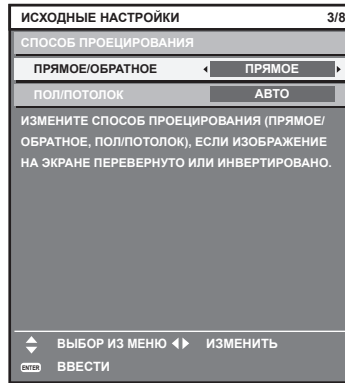 ИСХОДНЫЕ НАСТРОЙКИ 3/8
СПОСОБ ПРОЕЦИРОВАНИЯ
ПРЯМОЕ/ОБРАТНОЕ ПРЯМОЕ
ПОЛ/ПОТОЛОК АВТО
ИЗМЕНИТЕ СПОСОБ ПРОЕЦИРОВАНИЯ (ПРЯМОЕ/
ОБРАТНОЕ, ПОЛ/ПОТОЛОК), ЕСЛИ ИЗОБРАЖЕНИЕ
НА ЭКРАНЕ ПЕРЕВЕРНУТО ИЛИ ИНВЕРТИРОВАНО.
ВЫБОР ИЗ МЕНЮ ИЗМЕНИТЬ
ENTER ВВЕСТИ